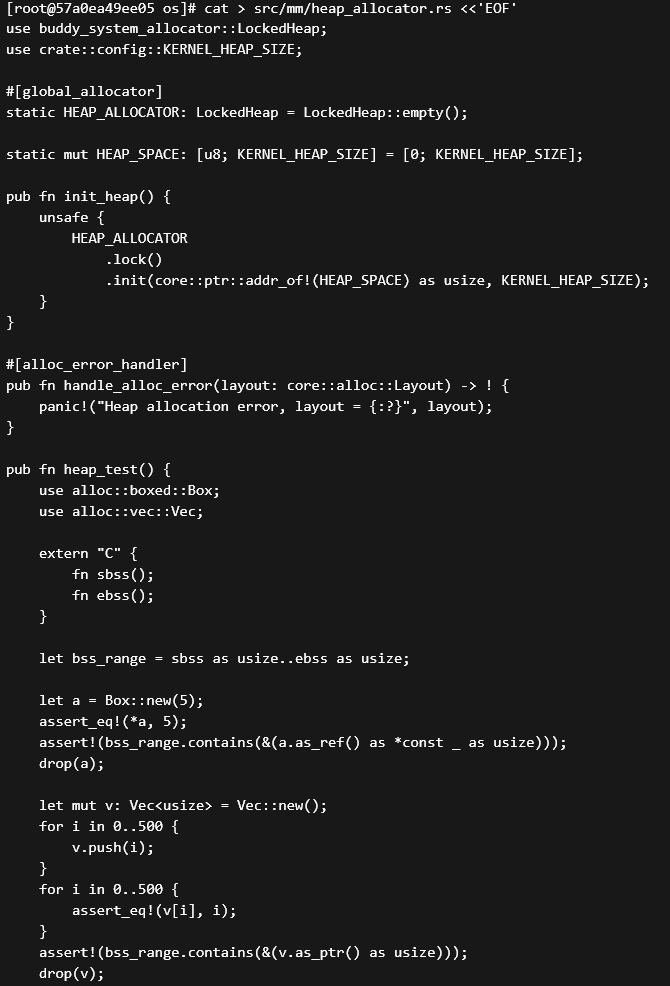 [root@57a0ea49ee05 os]# cat > src/mm/heap_allocator.rs <<'EOF'
use buddy_system_allocator::LockedHeap;
use crate::config::KERNEL_HEAP_SIZE;

#[global_allocator]
static HEAP_ALLOCATOR: LockedHeap = LockedHeap::empty();

static mut HEAP_SPACE: [u8; KERNEL_HEAP_SIZE] = [0; KERNEL_HEAP_SIZE];

pub fn init_heap() {
    unsafe {
        HEAP_ALLOCATOR
            .lock()
            .init(core::ptr::addr_of!(HEAP_SPACE) as usize, KERNEL_HEAP_SIZE);
    }
}

#[alloc_error_handler]
pub fn handle_alloc_error(layout: core::alloc::Layout) -> ! {
    panic!("Heap allocation error, layout = {:?}", layout);
}

pub fn heap_test() {
    use alloc::boxed::Box;
    use alloc::vec::Vec;

    extern "C" {
        fn sbss();
        fn ebss();
    }

    let bss_range = sbss as usize..ebss as usize;

    let a = Box::new(5);
    assert_eq!(*a, 5);
    assert!(bss_range.contains(&(a.as_ref() as *const _ as usize)));
    drop(a);

    let mut v: Vec<usize> = Vec::new();
    for i in 0..500 {
        v.push(i);
    }
    for i in 0..500 {
        assert_eq!(v[i], i);
    }
    assert!(bss_range.contains(&(v.as_ptr() as usize)));
    drop(v);